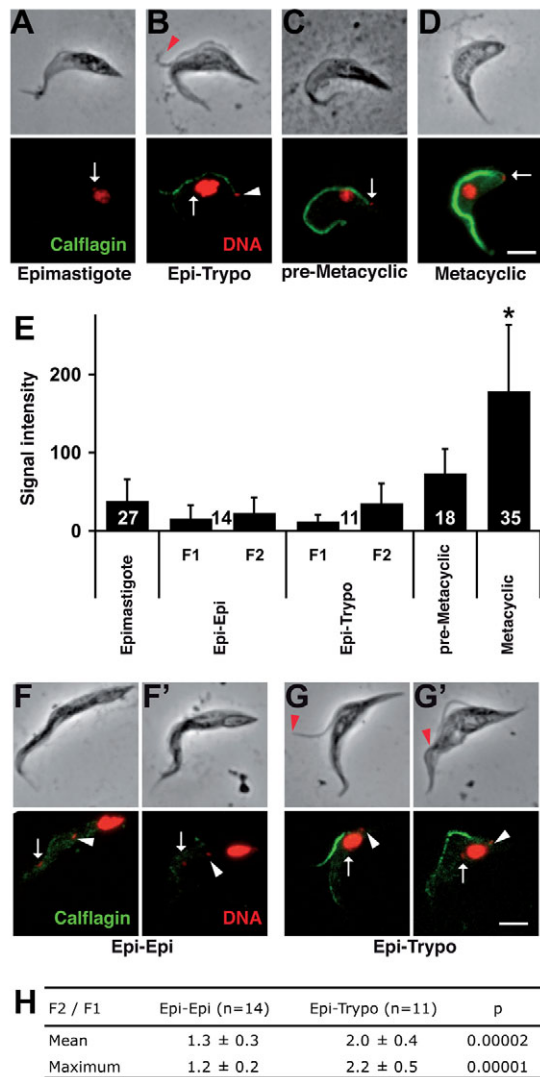 A B C D
Calflagin DNA
Epimastigote Epi-Trypo pre-Metacyclic Metacyclic
E
*
Signal intensity
200
100
0
27 14 11 18 35
F1 F2 F1 F2
Epimastigote
Epi-Epi
Epi-Trypo
pre-Metacyclic
Metacyclic
F F' G G'
Calflagin DNA
Epi-Epi Epi-Trypo
H
F2 / F1 Epi-Epi (n=14) Epi-Trypo (n=11) p
Mean 1.3 ± 0.3 2.0 ± 0.4 0.00002
Maximum 1.2 ± 0.2 2.2 ± 0.5 0.00001